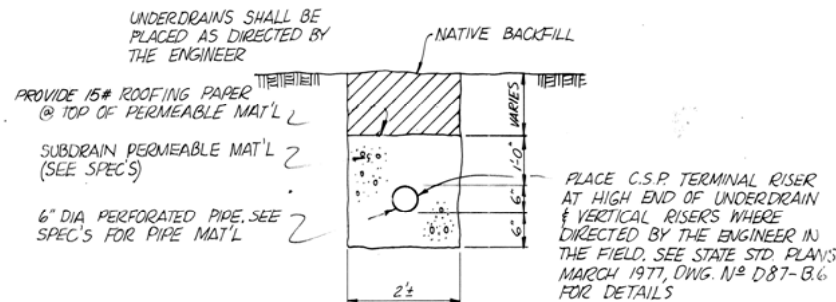 UNDERDRAINS SHALL BE
PLACED AS DIRECTED BY
THE ENGINEER
NATIVE BACKFILL
PROVIDE 15# ROOFING PAPER
@ TOP OF PERMEABLE MAT'L
SUBDRAIN PERMEABLE MAT'L
(SEE SPEC'S)
6" DIA PERFORATED PIPE, SEE
SPEC'S FOR PIPE MAT'L
VARIES
1'-0"
6"
6"
2'±
PLACE C.S.P. TERMINAL RISER
AT HIGH END OF UNDERDRAIN
& VERTICAL RISERS WHERE
DIRECTED BY THE ENGINEER IN
THE FIELD. SEE STATE STD. PLANS
MARCH 1977, DWG. Nº D87-B.6
FOR DETAILS